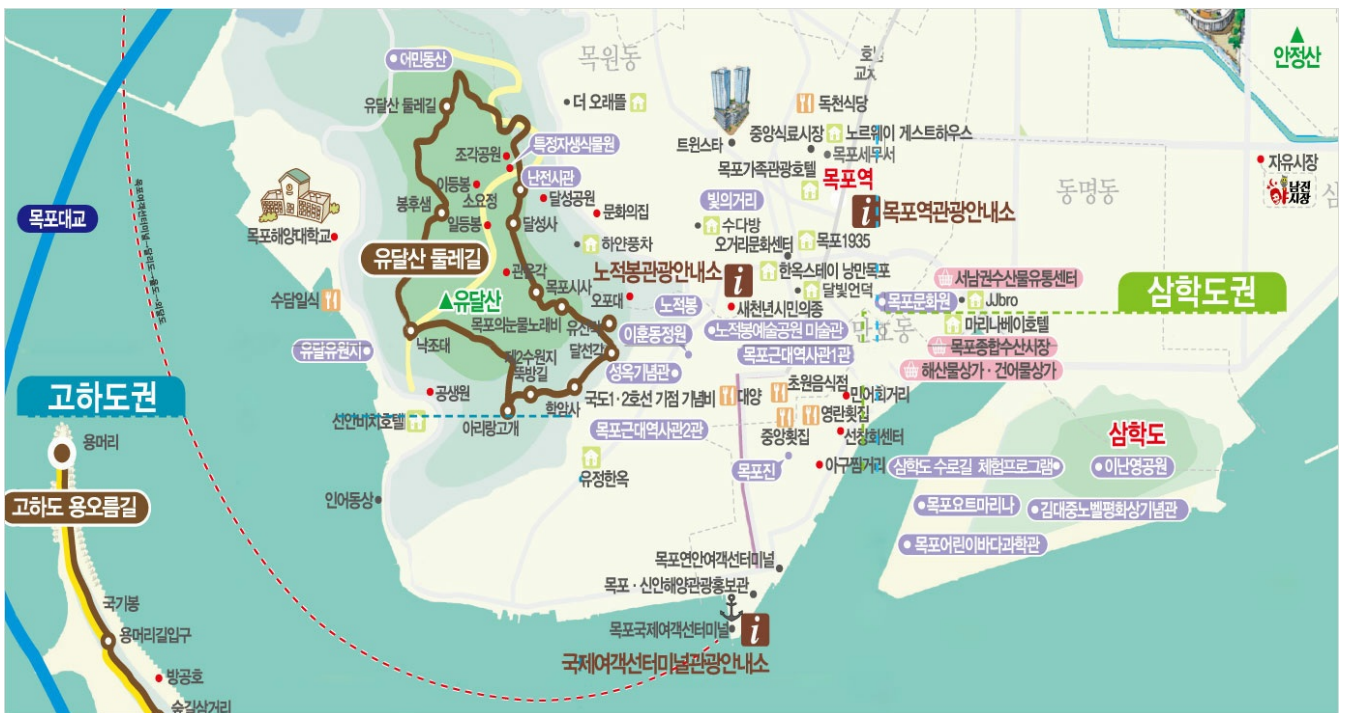 어민동산
목원동
안정산
유달산 둘레길
더 오래뜰
독천식당
중앙식료시장
노르웨이 게스트하우스
트윈스타
목포세무서
특정자생식물원
조각공원
목포가족관광호텔
자유시장
남진
야시장
난전시관
목포역
동명동
이등봉
소요정
달성공원
빛의거리
봉후샘
문화의집
목포역관광안내소
목포대교
일등봉
달성사
수다방
목포해양대학교
하얀풍차
오거리문화센터
목포1935
유달산 둘레길
관운각
노적봉관광안내소
한옥스테이 낭만목포
서남권수산물유통센터
목포시사
달빛언덕
삼학도권
수담일식
유달산
오포대
노적봉
새천년시민의종
목포문화원
JJbro
목포의눈물노래비
이훈동정원
노적봉예술공원 미술관
마리나베이호텔
유달유원지
낙조대
달선각
목포근대역사관1관
목포종합수산시장
제2수원지
뚝방길
성옥기념관
해산물상가·건어물상가
고하도권
공생원
학암사
국도1·2호선 기점 기념비
대양
초원음식점
민어회거리
선안비치호텔
아리랑고개
영란횟집
목포근대역사관2관
중앙횟집
선창회센터
삼학도
용머리
목포진
아구찜거리
삼학도 수로길 체험프로그램
이난영공원
유정한옥
고하도 용오름길
인어동상
목포요트마리나
김대중노벨평화상기념관
목포어린이바다과학관
목포연안여객선터미널
목포·신안해양관광홍보관
국기봉
용머리길입구
목포국제여객선터미널
국제여객선터미널관광안내소
방공호
숲길삼거리